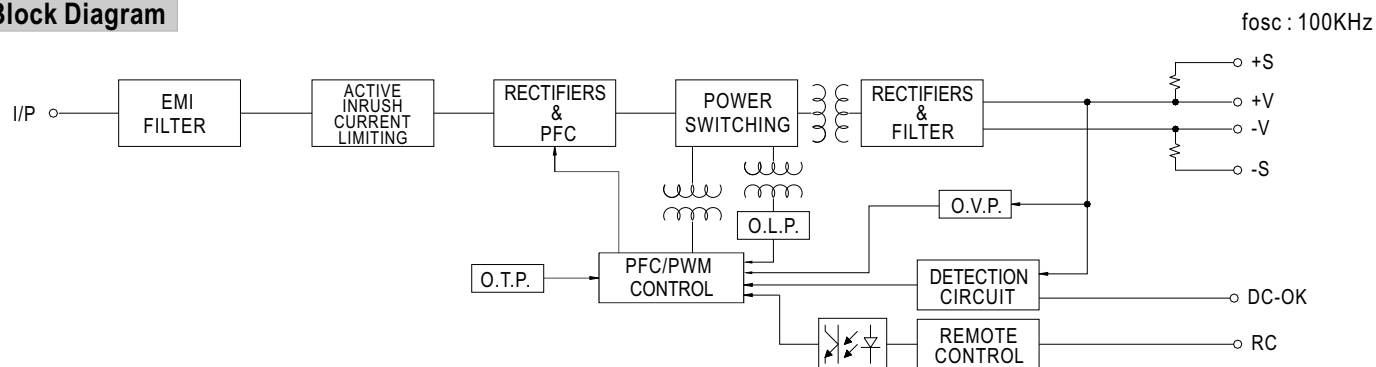 Block Diagram
fosc : 100KHz
I/P
EMI
FILTER
ACTIVE
INRUSH
CURRENT
LIMITING
RECTIFIERS
&
PFC
POWER
SWITCHING
RECTIFIERS
&
FILTER
+S
+V
-V
-S
O.V.P.
O.L.P.
O.T.P.
PFC/PWM
CONTROL
DETECTION
CIRCUIT
DC-OK
REMOTE
CONTROL
RC